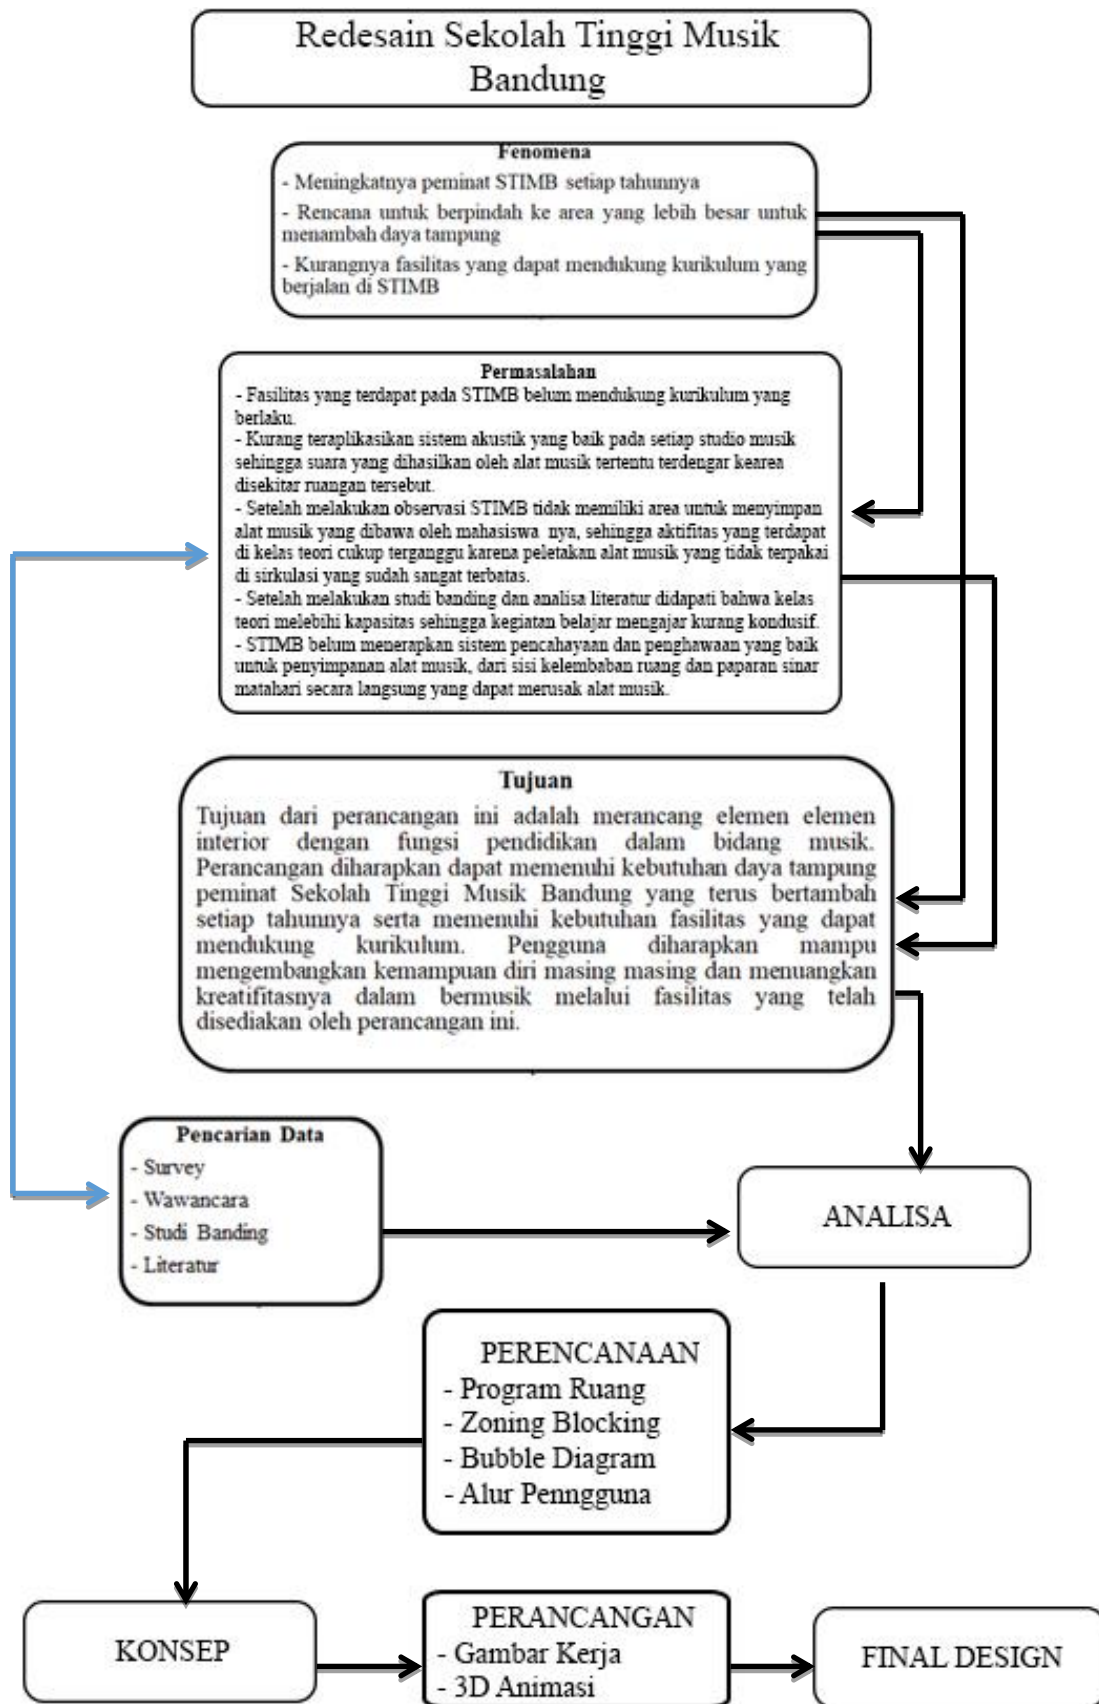 Redesain Sekolah Tinggi Musik
Bandung
Fenomena
- Meningkatnya peminat STIMB setiap tahunnya
- Rencana untuk berpindah ke area yang lebih besar untuk
menambah daya tampung
- Kurangnya fasilitas yang dapat mendukung kurikulum yang
berjalan di STIMB
Permasalahan
- Fasilitas yang terdapat pada STIMB belum mendukung kurikulum yang
berlaku.
- Kurang teraplikasikan sistem akustik yang baik pada setiap studio musik
sehingga suara yang dihasilkan oleh alat musik tertentu terdengar kearea
disekitar ruangan tersebut.
- Setelah melakukan observasi STIMB tidak memiliki area untuk menyimpan
alat musik yang dibawa oleh mahasiswa nya, sehingga aktifitas yang terdapat
di kelas teori cukup terganggu karena peletakan alat musik yang tidak terpakai
di sirkulasi yang sudah sangat terbatas.
- Setelah melakukan studi banding dan analisa literatur didapati bahwa kelas
teori melebihi kapasitas sehingga kegiatan belajar mengajar kurang kondusif.
- STIMB belum menerapkan sistem pencahayaan dan penghawaan yang baik
untuk penyimpanan alat musik, dari sisi kelembaban ruang dan paparan sinar
matahari secara langsung yang dapat merusak alat musik.
Tujuan
Tujuan dari perancangan ini adalah merancang elemen elemen
interior dengan fungsi pendidikan dalam bidang musik.
Perancangan diharapkan dapat memenuhi kebutuhan daya tampung
peminat Sekolah Tinggi Musik Bandung yang terus bertambah
setiap tahunnya serta memenuhi kebutuhan fasilitas yang dapat
mendukung kurikulum. Pengguna diharapkan mampu
mengembangkan kemampuan diri masing masing dan menuangkan
kreatifitasnya dalam bermusik melalui fasilitas yang telah
disediakan oleh perancangan ini.
Pencarian Data
- Survey
- Wawancara
- Studi Banding
- Literatur
ANALISA
PERENCANAAN
- Program Ruang
- Zoning Blocking
- Bubble Diagram
- Alur Penngguna
KONSEP
PERANCANGAN
- Gambar Kerja
- 3D Animasi
FINAL DESIGN